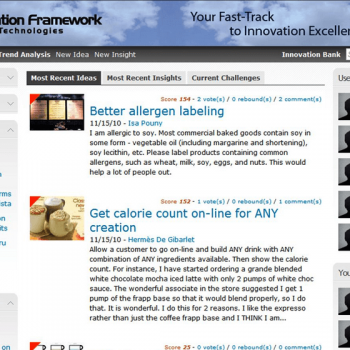 ation Framework
Technologies
Your Fast-Track
to Innovation Excellen
Trend Analysis New Idea New Insight Innovation Bank S
Most Recent Ideas Most Recent Insights Current Challenges
Score 154 - 2 vote(s) / 0 rebound(s) / 2 comment(s)
Better allergen labeling
11/15/10 - Isa Pouny
I am allergic to soy. Most commercial baked goods contain soy in
some form - vegetable oil (including margarine and shortening),
soy lecithin, etc. Please label products containing common
allergens, such as wheat, milk, soy, eggs, and nuts. This would
help a lot of people out.
Score 152 - 1 vote(s) / 0 rebound(s) / 1 comment(s)
Get calorie count on-line for ANY
creation
11/15/10 - Hermès De Gibarlet
Allow a customer to go on-line and build ANY drink with ANY
combination of ANY ingredients available. Then show the calorie
count. For instance, I have started ordering a grande blended
white chocolate mocha iced latte with only 2 pumps of white choc
sauce. The wonderful associate in the store suggested I get 1
pump of the frapp base so that it would blend properly, so I do
that. It is wonderful. I do this for 2 reasons. I like the expresso
rather than just the coffee frapp base and I THINK I am...
Score 25 - 0 vote(s) / 0 rebound(s) / 0 comment(s)
Use
You
rms
ista
on
its
ru
n
on